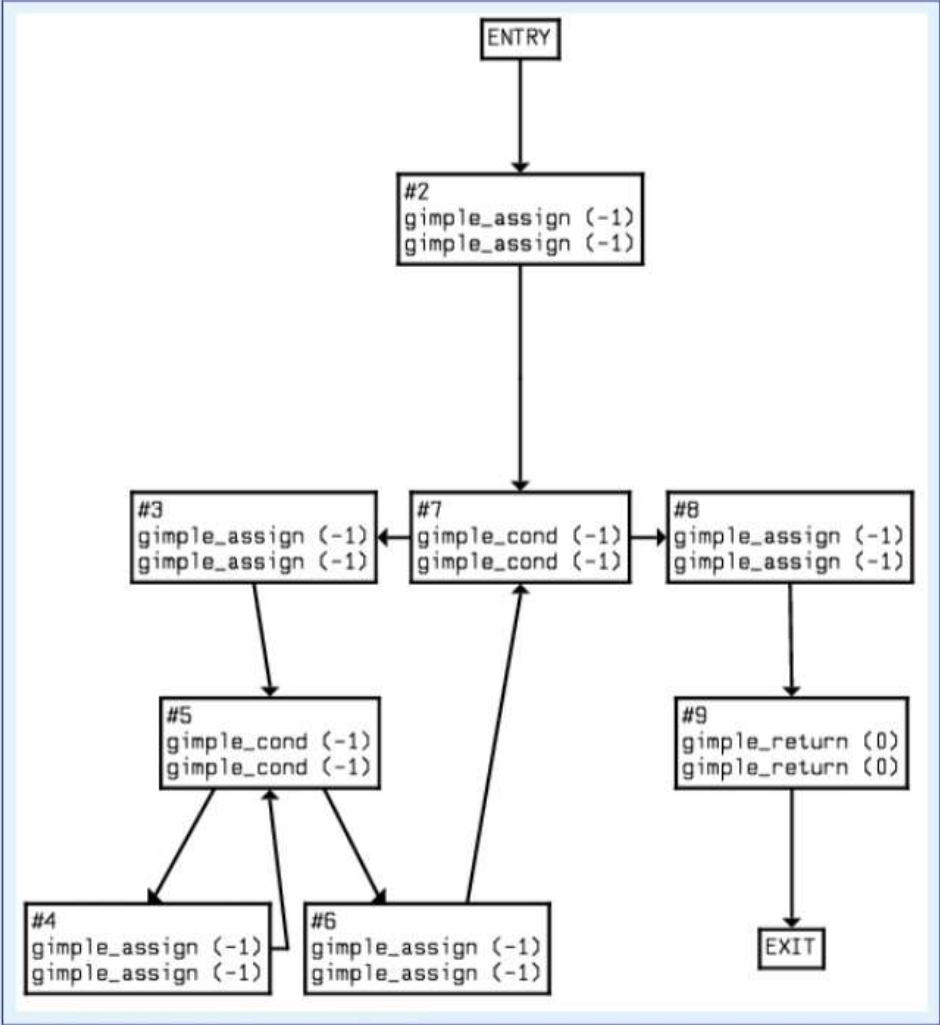 ENTRY
#2
gimple_assign (-1)
gimple_assign (-1)
#3
gimple_assign (-1)
gimple_assign (-1)
#7
gimple_cond (-1)
gimple_cond (-1)
#8
gimple_assign (-1)
gimple_assign (-1)
#5
gimple_cond (-1)
gimple_cond (-1)
#9
gimple_return (0)
gimple_return (0)
#4
gimple_assign (-1)
gimple_assign (-1)
#6
gimple_assign (-1)
gimple_assign (-1)
EXIT